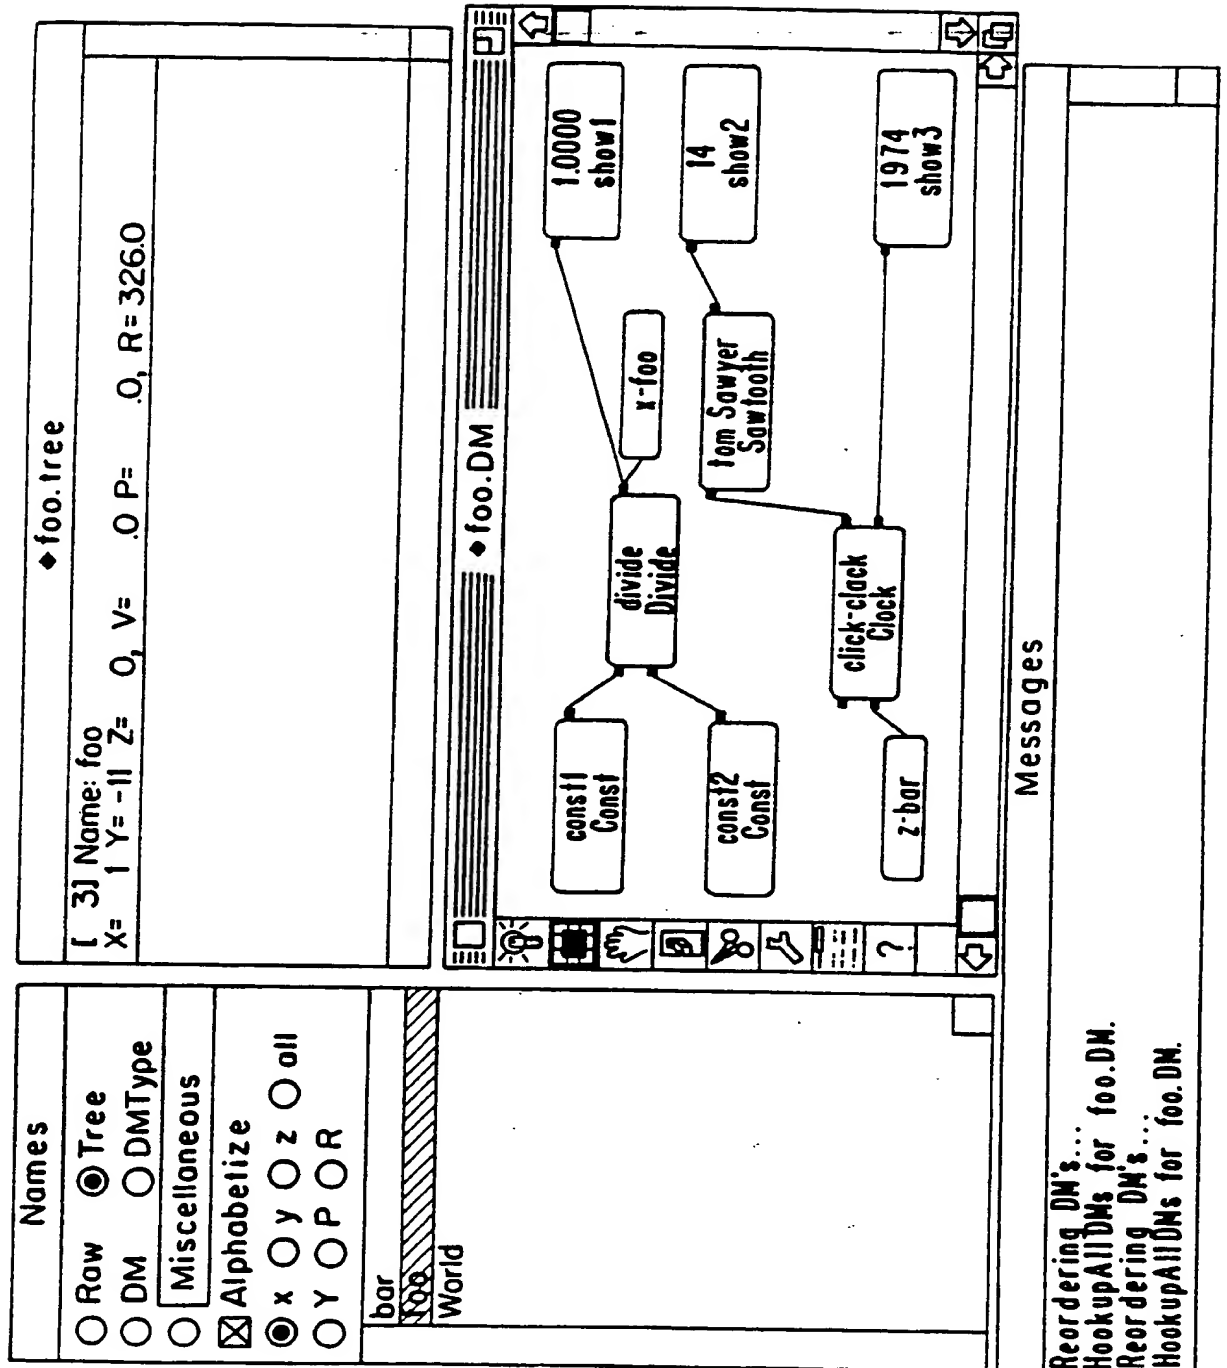 Names
○ Raw ◉ Tree
○ DM ○ DMType
○ Miscellaneous
☒ Alphabetize
◉ x ○ y ○ z ○ all
○ Y ○ P ○ R
bar
foo
World
◆foo.tree
[ 3] Name: foo
X= 1 Y= -11 Z= 0, V= .0 P= .0, R= 326.0
◆foo.DM
?
const1
Const
const2
Const
z-bar
divide
Divide
click-clack
Clock
x-foo
tom Sawyer
Sawtooth
1.0000
show1
14
show2
1974
show3
Messages
Reordering DM's...
HookupAllDMs for foo.DM.
Reordering DM's...
HookupAllDMs for foo.DM.